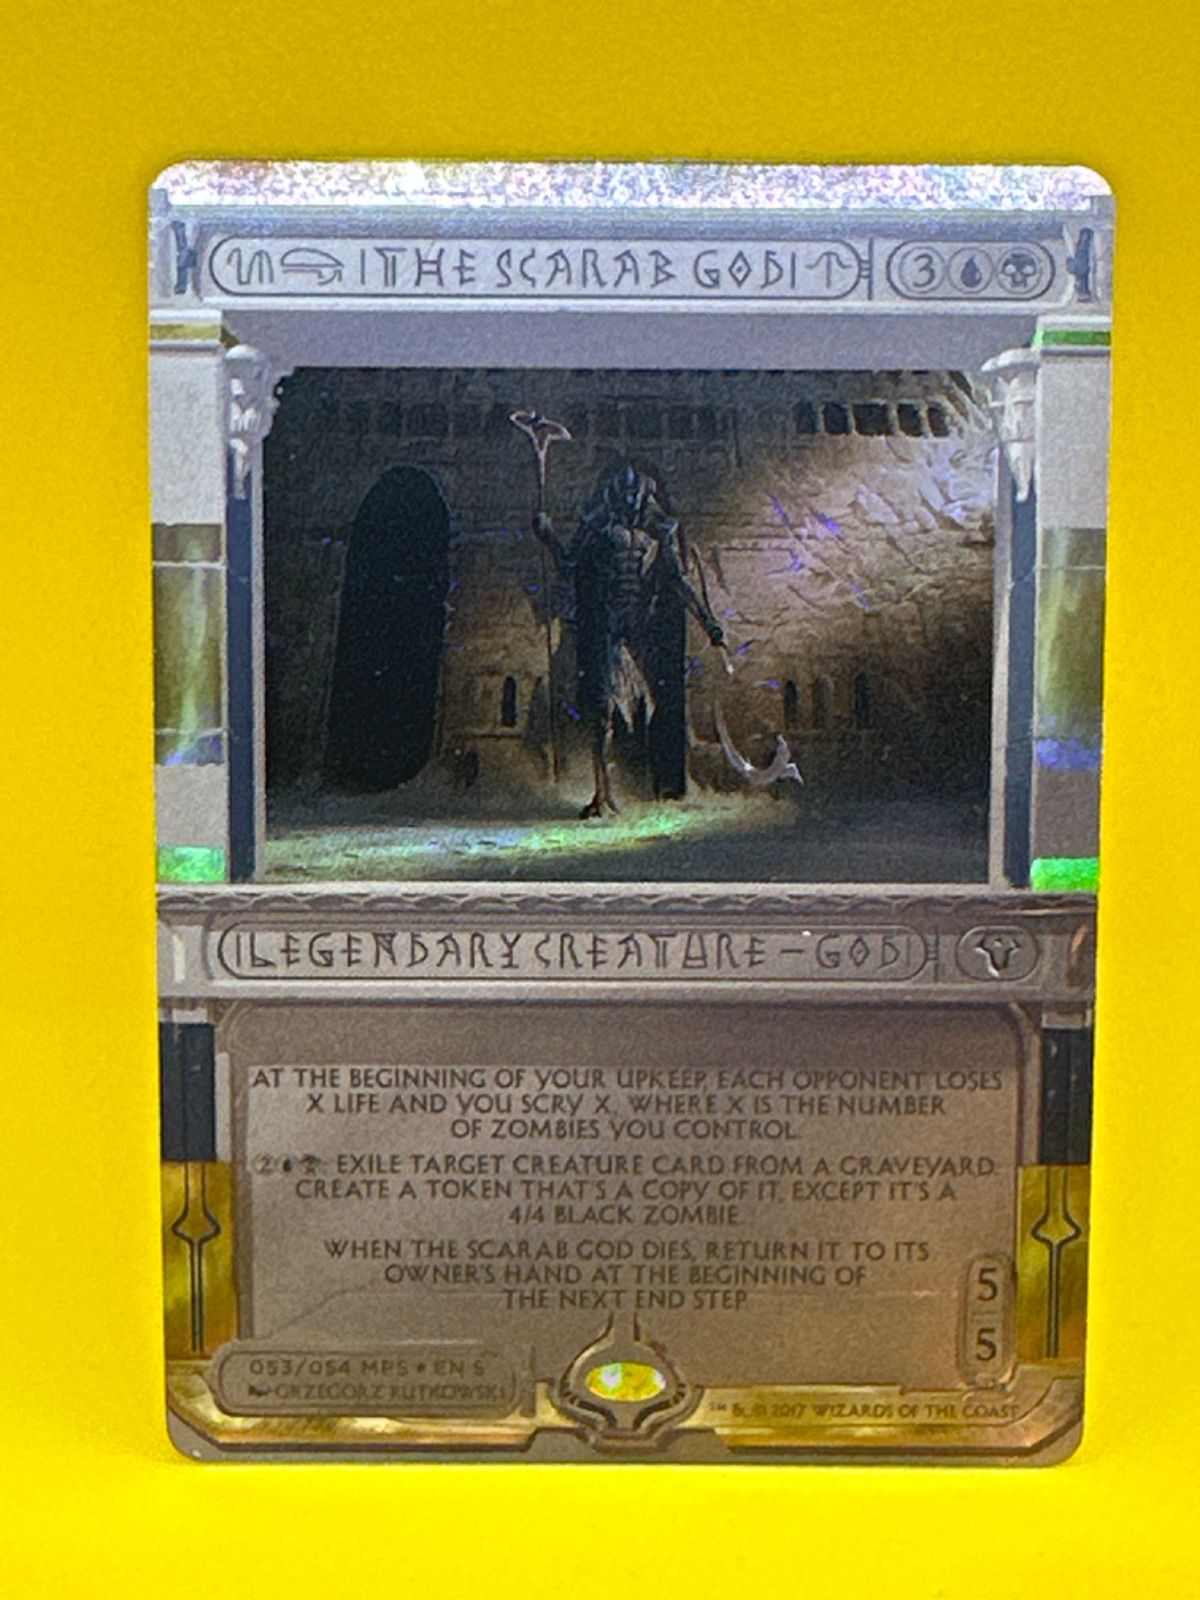 THE SCARAB GOD 3
LEGENDARY CREATURE – GOD
AT THE BEGINNING OF YOUR UPKEEP, EACH OPPONENT LOSES
X LIFE AND YOU SCRY X, WHERE X IS THE NUMBER
OF ZOMBIES YOU CONTROL.
2 : EXILE TARGET CREATURE CARD FROM A GRAVEYARD.
CREATE A TOKEN THAT'S A COPY OF IT, EXCEPT IT'S A
4/4 BLACK ZOMBIE.
WHEN THE SCARAB GOD DIES, RETURN IT TO ITS
OWNER'S HAND AT THE BEGINNING OF
THE NEXT END STEP.
5
5
053/054 MPS ★ EN S
GRZEGORZ RUTKOWSKI
™ & © 2017 WIZARDS OF THE COAST